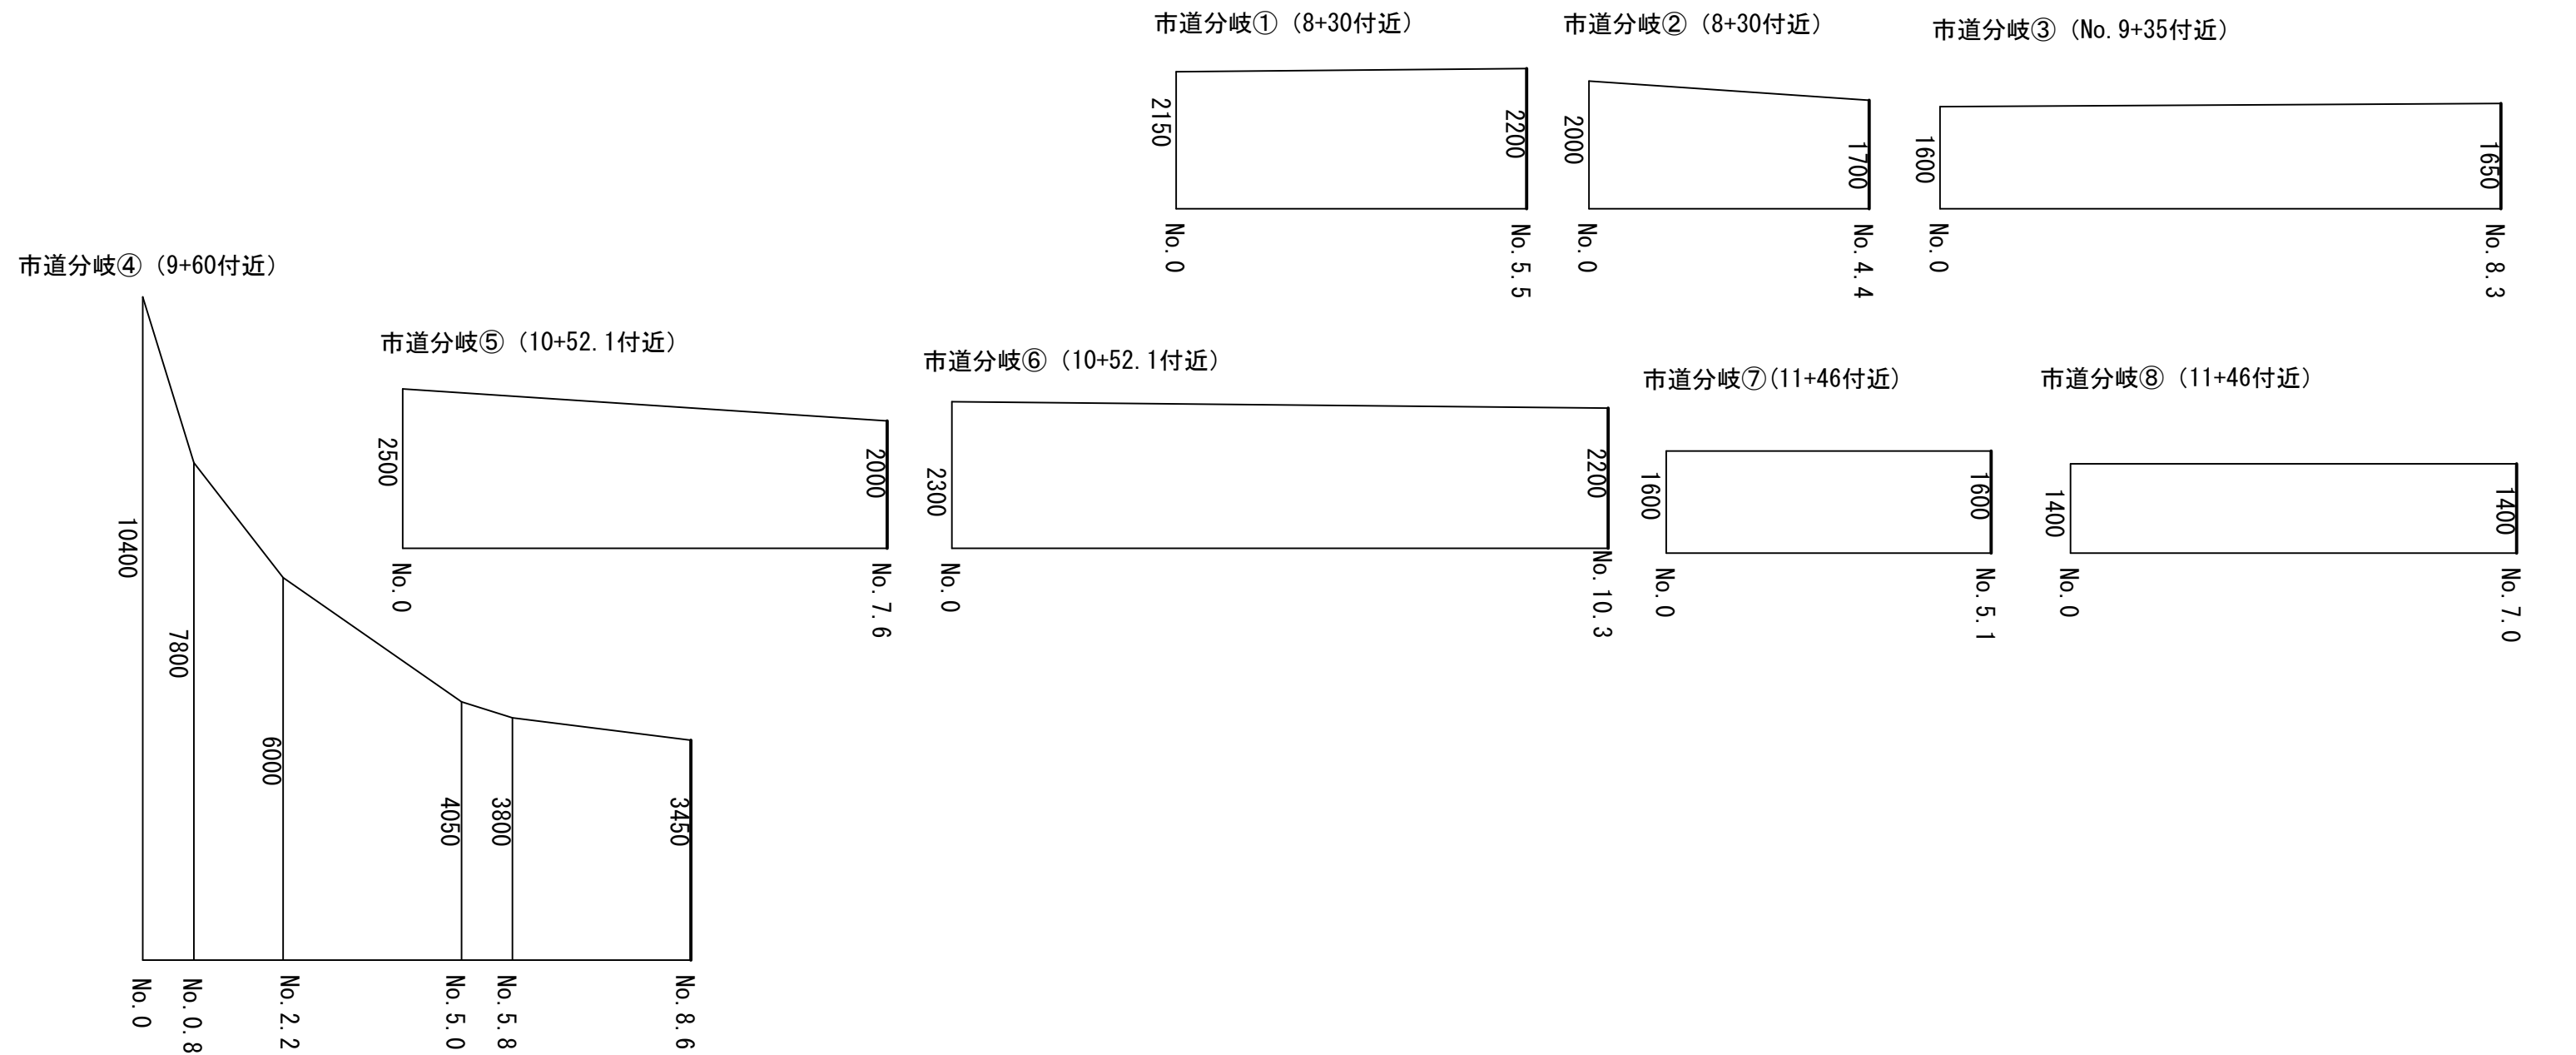 市道分岐①（8+30付近）
2150
2200
No.0
No.5.5
市道分岐②（8+30付近）
2000
1700
No.0
No.4.4
市道分岐③（No.9+35付近）
1600
1650
No.0
No.8.3
市道分岐④（9+60付近）
10400
7800
6000
4050
3800
3450
No.0
No.0.8
No.2.2
No.5.0
No.5.8
No.8.6
市道分岐⑤（10+52.1付近）
2500
2000
No.0
No.7.6
市道分岐⑥（10+52.1付近）
2300
2200
No.0
No.10.3
市道分岐⑦(11+46付近）
1600
1600
No.0
No.5.1
市道分岐⑧（11+46付近）
1400
1400
No.0
No.7.0